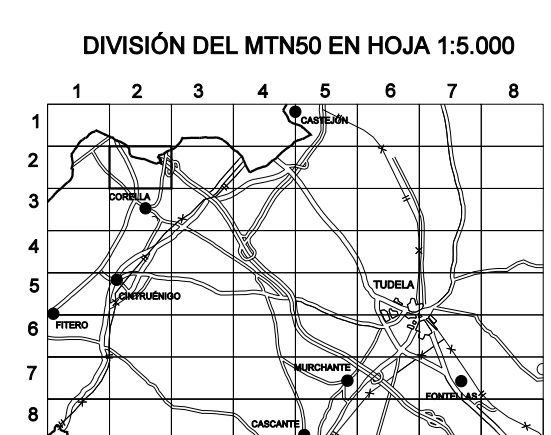 DIVISIÓN DEL MTN50 EN HOJA 1:5.000
1 2 3 4 5 6 7 8
1
CASTEJÓN
2
3
CORELLA
4
5
TUDELA
CINTRUÉNIGO
6
FITERO
7
MURCHANTE
FONTELLAS
8
CASCANTE